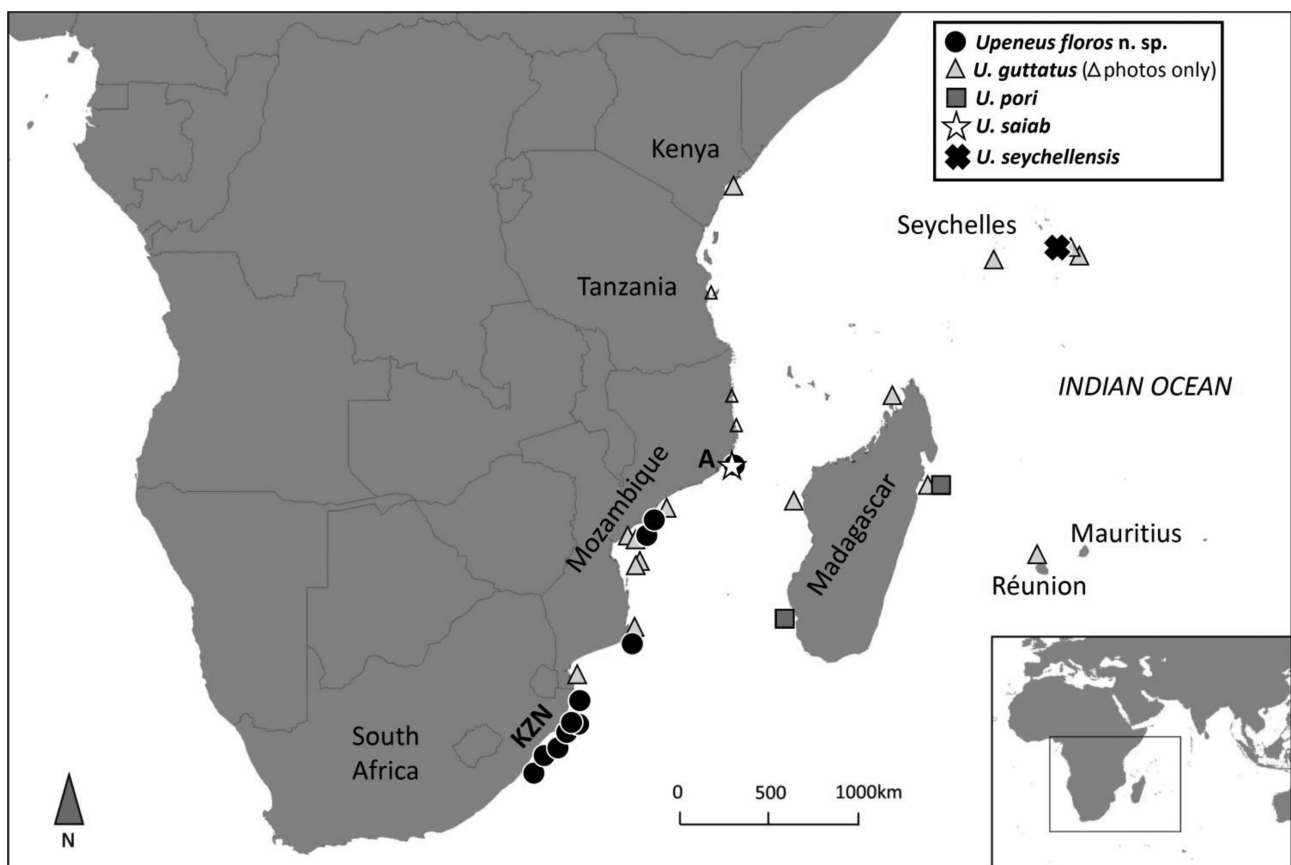 Upeneus floros n. sp.
U. guttatus (△ photos only)
U. pori
U. saiab
U. seychellensis
Kenya
Seychelles
Tanzania
INDIAN OCEAN
A
Mozambique
Madagascar
Mauritius
Réunion
KZN
South
Africa
0 500 1000km
N